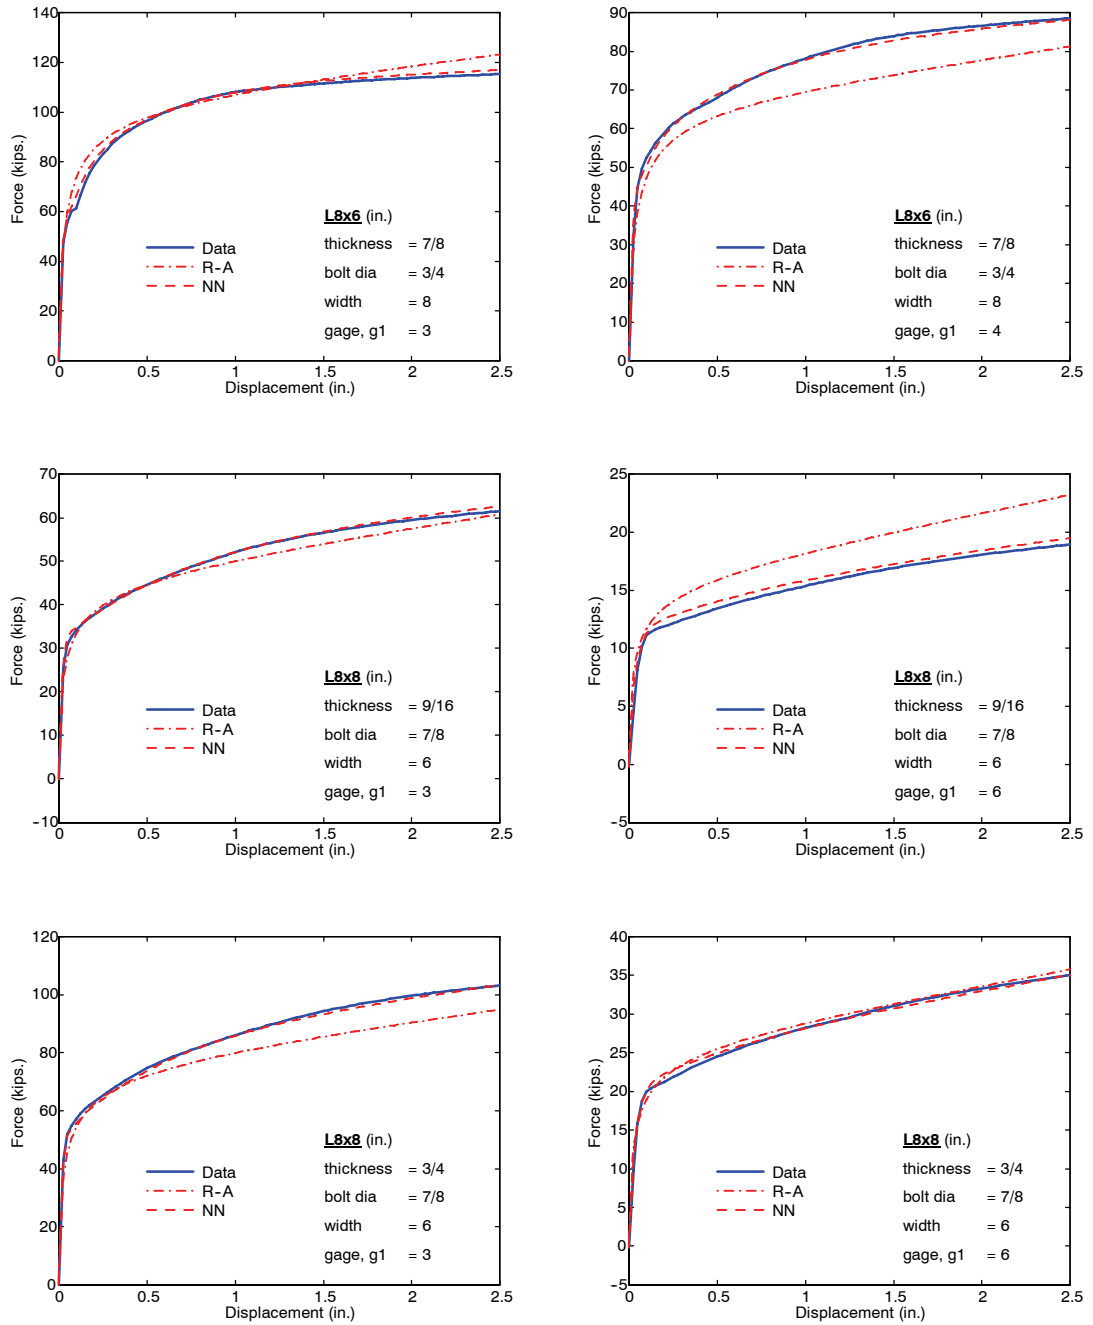 140
120
100
80
60
40
20
0
Force (kips.)
L8x6 (in.)
thickness = 7/8
bolt dia = 3/4
width = 8
gage, g1 = 3
Data
R-A
NN
0 0.5 1 1.5 2 2.5
Displacement (in.)
90
80
70
60
50
40
30
20
10
0
Force (kips.)
L8x6 (in.)
thickness = 7/8
bolt dia = 3/4
width = 8
gage, g1 = 4
Data
R-A
NN
0 0.5 1 1.5 2 2.5
Displacement (in.)
70
60
50
40
30
20
10
0
-10
Force (kips.)
L8x8 (in.)
thickness = 9/16
bolt dia = 7/8
width = 6
gage, g1 = 3
Data
R-A
NN
0 0.5 1 1.5 2 2.5
Displacement (in.)
25
20
15
10
5
0
-5
Force (kips.)
L8x8 (in.)
thickness = 9/16
bolt dia = 7/8
width = 6
gage, g1 = 6
Data
R-A
NN
0 0.5 1 1.5 2 2.5
Displacement (in.)
120
100
80
60
40
20
0
Force (kips.)
L8x8 (in.)
thickness = 3/4
bolt dia = 7/8
width = 6
gage, g1 = 3
Data
R-A
NN
0 0.5 1 1.5 2 2.5
Displacement (in.)
40
35
30
25
20
15
10
5
0
-5
Force (kips.)
L8x8 (in.)
thickness = 3/4
bolt dia = 7/8
width = 6
gage, g1 = 6
Data
R-A
NN
0 0.5 1 1.5 2 2.5
Displacement (in.)